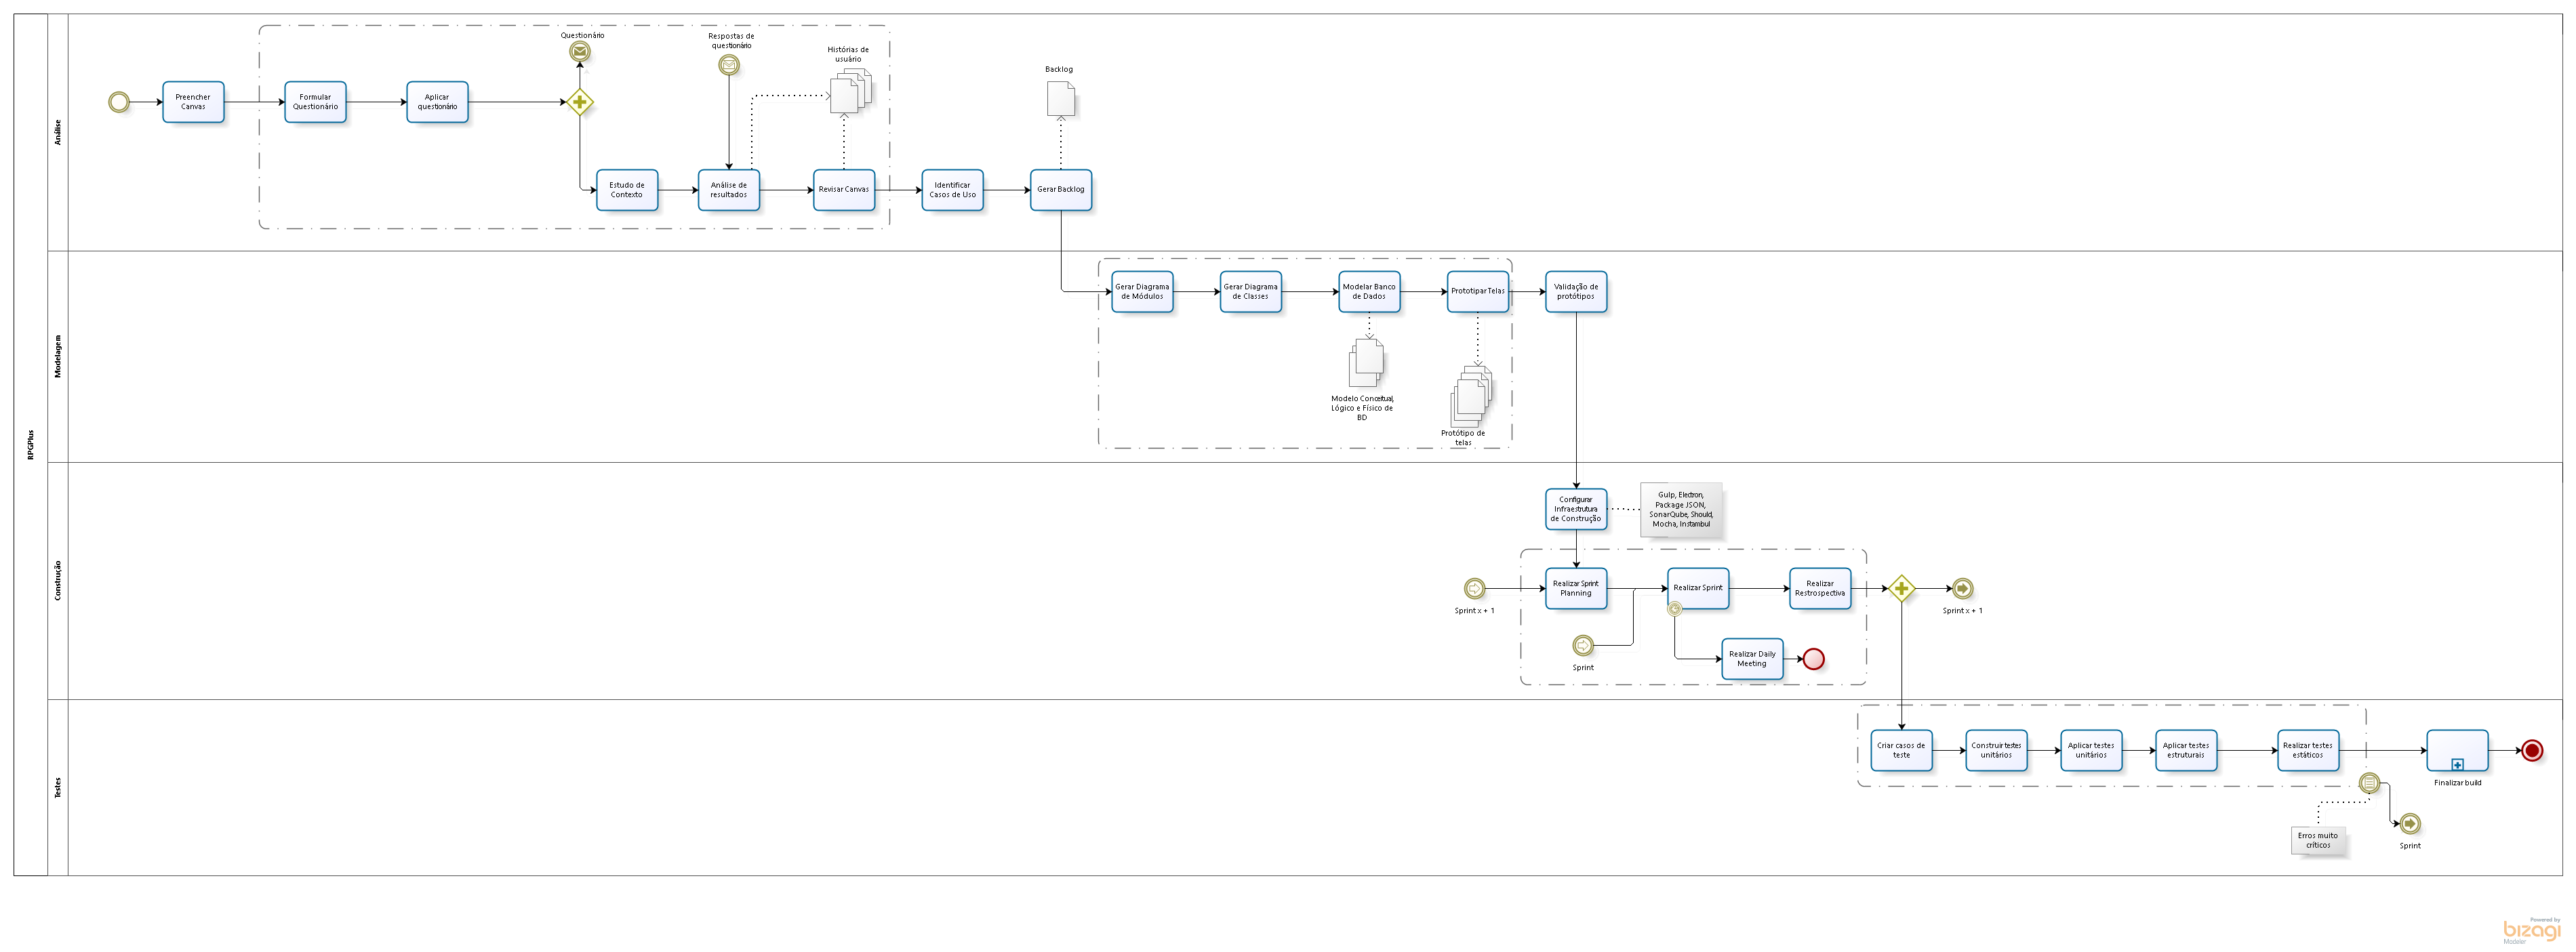 RPGPlus
Análise
Questionário
Respostas de
questionário
Histórias de
usuário
Backlog
Preencher
Canvas
Formular
Questionário
Aplicar
questionário
Estudo de
Contexto
Análise de
resultados
Revisar Canvas
Identificar
Casos de Uso
Gerar Backlog
Modelagem
Gerar Diagrama
de Módulos
Gerar Diagrama
de Classes
Modelar Banco
de Dados
Prototipar Telas
Validação de
protótipos
Modelo Conceitual,
Lógico e Físico de
BD
Protótipo de
telas
Construção
Configurar
Infraestrutura
de Construção
Gulp, Electron,
Package JSON,
SonarQube, Should,
Mocha, Instambul
Sprint x + 1
Realizar Sprint
Planning
Realizar Sprint
Realizar
Restrospectiva
Sprint x + 1
Sprint
Realizar Daily
Meeting
Testes
Criar casos de
teste
Construir testes
unitários
Aplicar testes
unitários
Aplicar testes
estruturais
Realizar testes
estáticos
Finalizar build
Erros muito
críticos
Sprint
Powered by
bizagi
Modeler